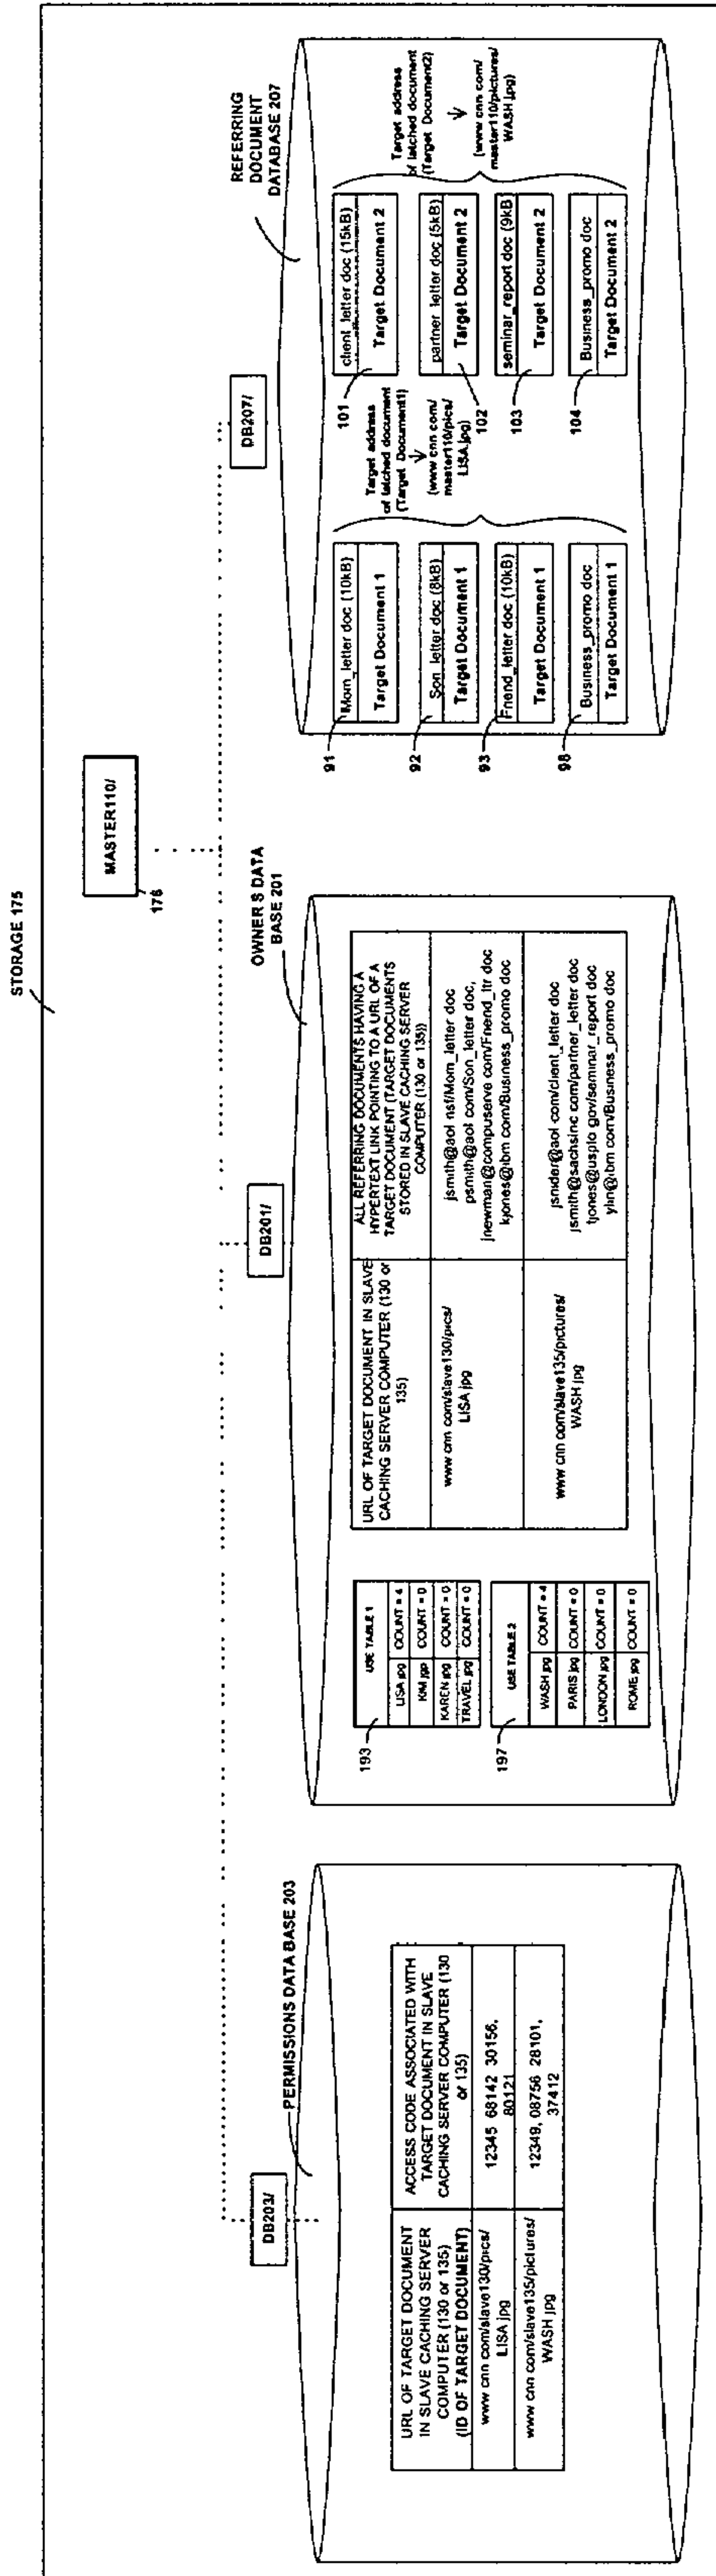 STORAGE 175
MASTER110/
176
DB203/
PERMISSIONS DATA BASE 203
URL OF TARGET DOCUMENT
IN SLAVE CACHING SERVER
COMPUTER (130 or 135)
(ID OF TARGET DOCUMENT)
ACCESS CODE ASSOCIATED WITH
TARGET DOCUMENT IN SLAVE
CACHING SERVER COMPUTER (130
or 135)
www cnn com/slave130/pics/
LISA jpg
12345 68142 30156,
80121
www cnn com/slave135/pictures/
WASH jpg
12349, 08756 28101,
37412
DB201/
OWNER S DATA
BASE 201
193
USE TABLE 1
LISA jpg COUNT = 4
KIM jpp COUNT = 0
KAREN jpg COUNT = 0
TRAVEL jpg COUNT = 0
197
USE TABLE 2
WASH jpg COUNT = 4
PARIS jpg COUNT = 0
LONDON jpg COUNT = 0
ROME jpg COUNT = 0
URL OF TARGET DOCUMENT IN SLAVE
CACHING SERVER COMPUTER (130 or
135)
ALL REFERRING DOCUMENTS HAVING A
HYPERTEXT LINK POINTING TO A URL OF A
TARGET DOCUMENT (TARGET DOCUMENTS
STORED IN SLAVE CACHING SERVER
COMPUTER (130 or 135))
www cnn com/slave130/pics/
LISA jpg
jsmith@aol nsf/Mom_letter doc
psmith@aol com/Son_letter doc,
jnewman@compuserve com/Friend_ltr doc
kjones@ibm com/Business_promo doc
www cnn com/slave135/pictures/
WASH jpg
jsnider@aol com/client_letter doc
jsmith@sachsinc com/partner_letter doc
tjones@uspto gov/seminar_report doc
ylin@ibm com/Business_promo doc
DB207/
REFERRING
DOCUMENT
DATABASE 207
91
Mom_letter doc (10kB)
Target Document 1
92
Son letter doc (8kB)
Target Document 1
93
Friend_letter doc (10kB)
Target Document 1
98
Business_promo doc
Target Document 1
Target address
of latched document
(Target Document1)
(www cnn com/
master110/pics/
LISA jpg)
101
client letter doc (15kB)
Target Document 2
102
partner letter doc (5kB)
Target Document 2
103
seminar_report doc (9kB)
Target Document 2
104
Business_promo doc
Target Document 2
Target address
of latched document
(Target Document2)
(www cnn com/
master110/pictures/
WASH jpg)